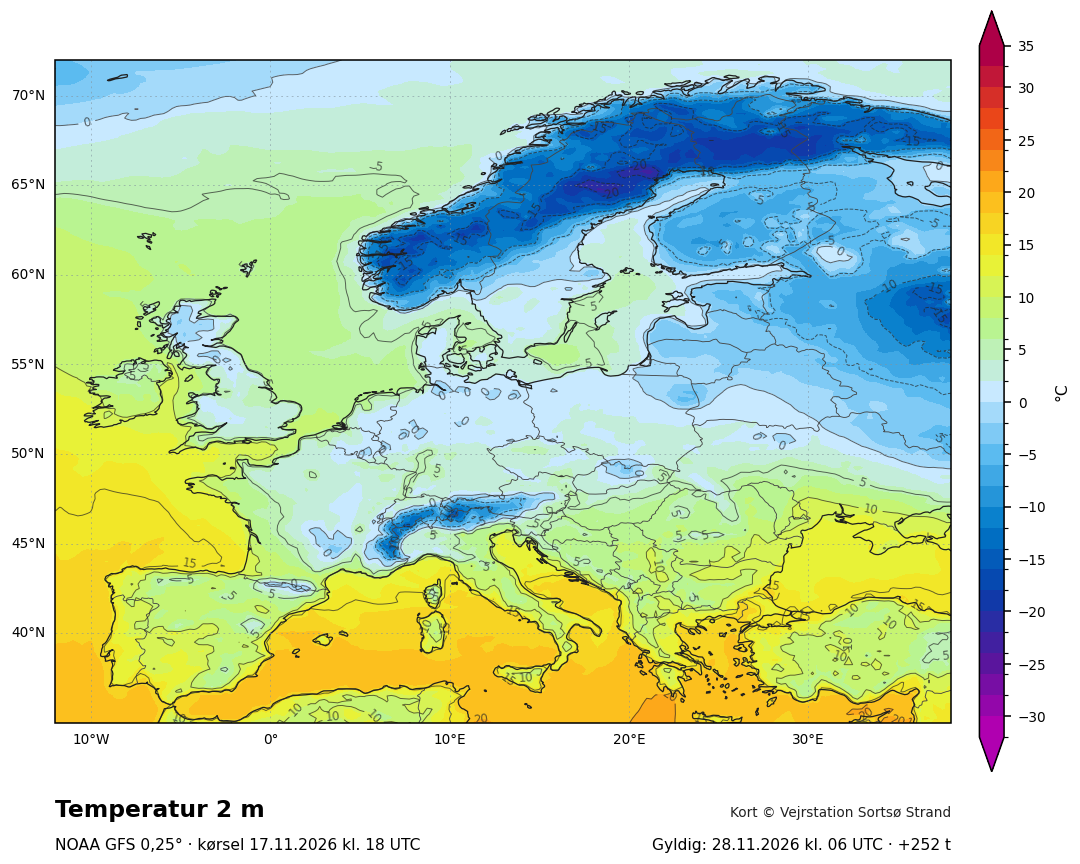 70°N
65°N
60°N
55°N
50°N
45°N
40°N
10°W
0°
10°E
20°E
30°E
35
30
25
20
15
10
5
0
−5
−10
−15
−20
−25
−30
°C
Temperatur 2 m
Kort © Vejrstation Sortsø Strand
NOAA GFS 0,25° · kørsel 17.11.2026 kl. 18 UTC
Gyldig: 28.11.2026 kl. 06 UTC · +252 t